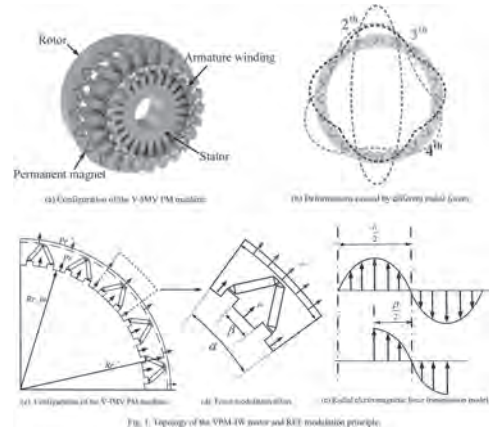 Rotor
Armature winding
Stator
Permanent magnet
2th
3th
4th
(a) Configuration of the V-IMV PM machine
(b) Deformations caused by different radial forces
α
β
(c) Configuration of the V-IMV PM machine
(d) Force modulation effect
(e) Radial electromagnetic force transmission model
Fig. 1. Topology of the VPM-IW motor and REF modulation principle.